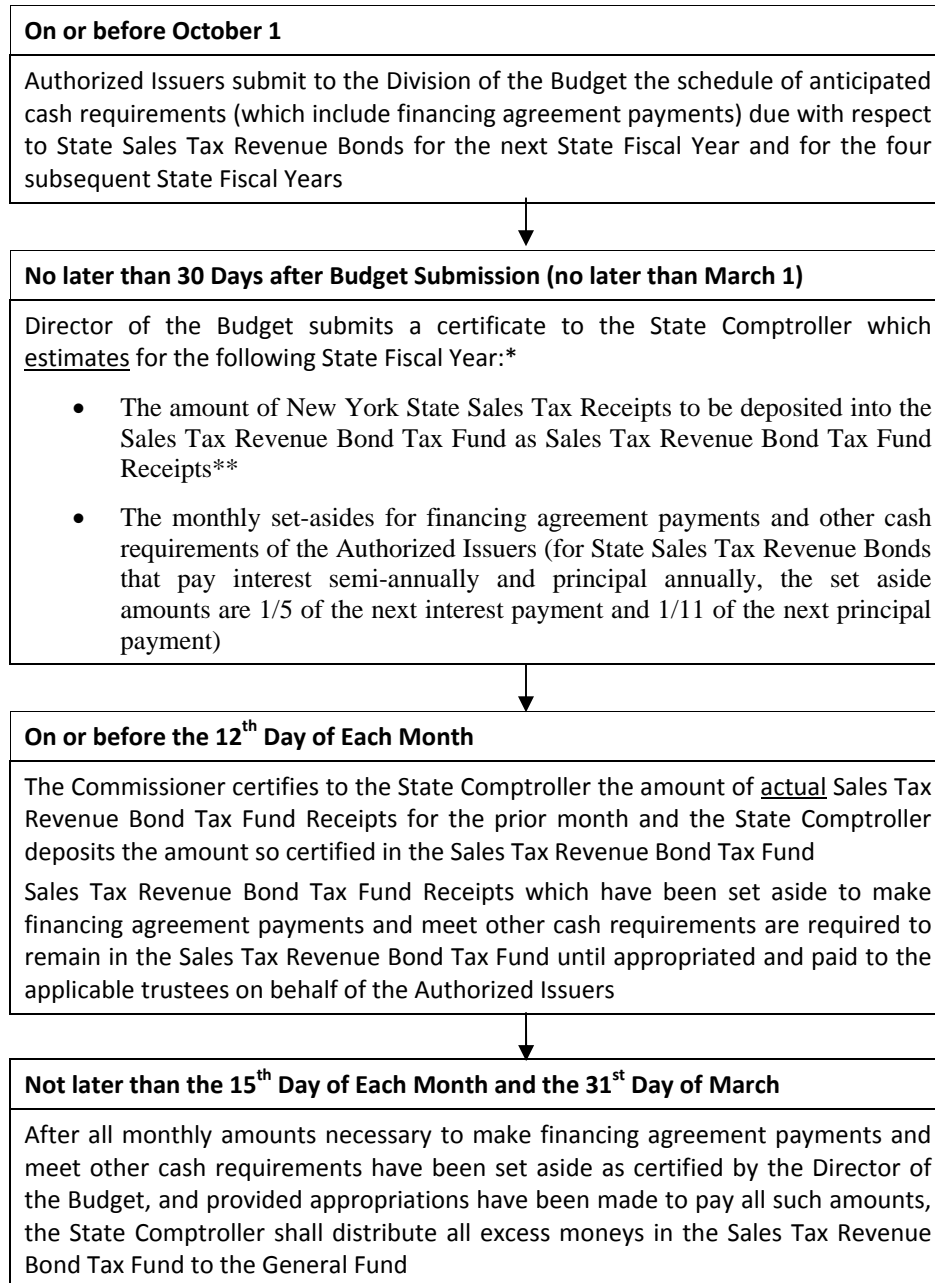 On or before October 1
Authorized Issuers submit to the Division of the Budget the schedule of anticipated
cash requirements (which include financing agreement payments) due with respect
to State Sales Tax Revenue Bonds for the next State Fiscal Year and for the four
subsequent State Fiscal Years
No later than 30 Days after Budget Submission (no later than March 1)
Director of the Budget submits a certificate to the State Comptroller which
estimates for the following State Fiscal Year:*
• The amount of New York State Sales Tax Receipts to be deposited into the
Sales Tax Revenue Bond Tax Fund as Sales Tax Revenue Bond Tax Fund
Receipts**
• The monthly set-asides for financing agreement payments and other cash
requirements of the Authorized Issuers (for State Sales Tax Revenue Bonds
that pay interest semi-annually and principal annually, the set aside
amounts are 1/5 of the next interest payment and 1/11 of the next principal
payment)
On or before the 12th Day of Each Month
The Commissioner certifies to the State Comptroller the amount of actual Sales Tax
Revenue Bond Tax Fund Receipts for the prior month and the State Comptroller
deposits the amount so certified in the Sales Tax Revenue Bond Tax Fund
Sales Tax Revenue Bond Tax Fund Receipts which have been set aside to make
financing agreement payments and meet other cash requirements are required to
remain in the Sales Tax Revenue Bond Tax Fund until appropriated and paid to the
applicable trustees on behalf of the Authorized Issuers
Not later than the 15th Day of Each Month and the 31st Day of March
After all monthly amounts necessary to make financing agreement payments and
meet other cash requirements have been set aside as certified by the Director of
the Budget, and provided appropriations have been made to pay all such amounts,
the State Comptroller shall distribute all excess moneys in the Sales Tax Revenue
Bond Tax Fund to the General Fund